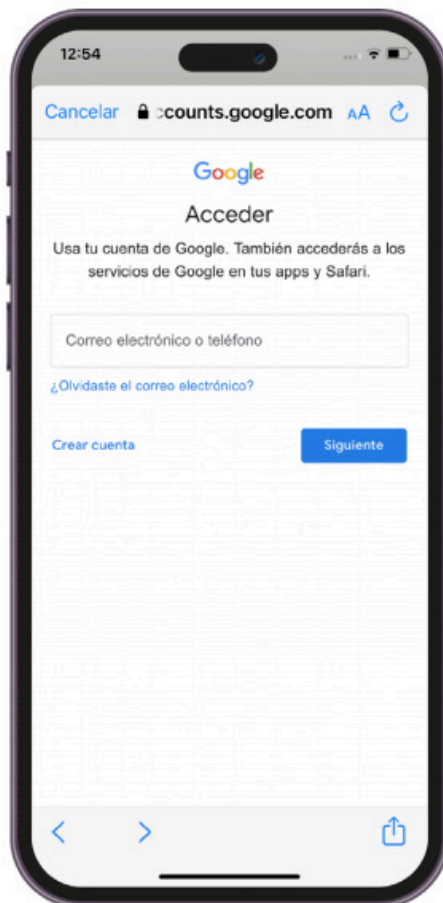 12:54
Cancelar ccounts.google.com AA
Google
Acceder
Usa tu cuenta de Google. También accederás a los
servicios de Google en tus apps y Safari.
Correo electrónico o teléfono
¿Olvidaste el correo electrónico?
Crear cuenta Siguiente